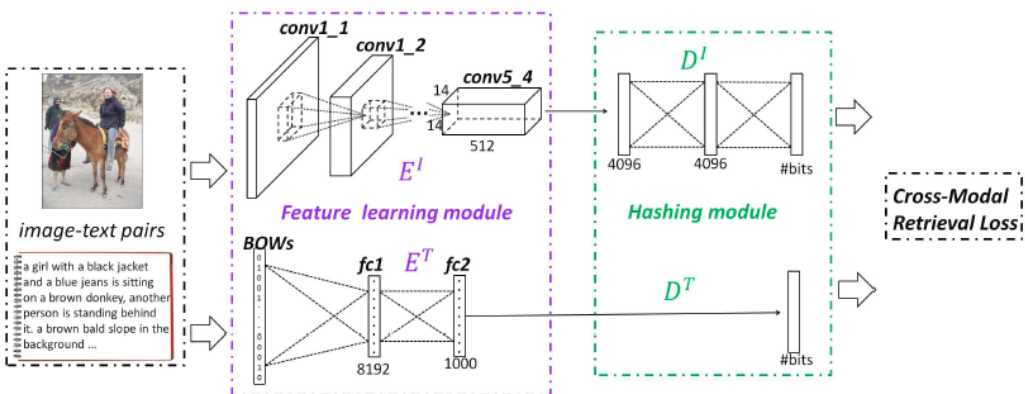 image-text pairs
a girl with a black jacket
and a blue jeans is sitting
on a brown donkey, another
person is standing behind
it. a brown bald slope in the
background ...
conv1_1
conv1_2
conv5_4
14
14
512
...
E^I
Feature learning module
BOWs
01001...00010
fc1
E^T
fc2
8192
1000
D^I
4096
4096
#bits
Hashing module
D^T
#bits
Cross-Modal
Retrieval Loss